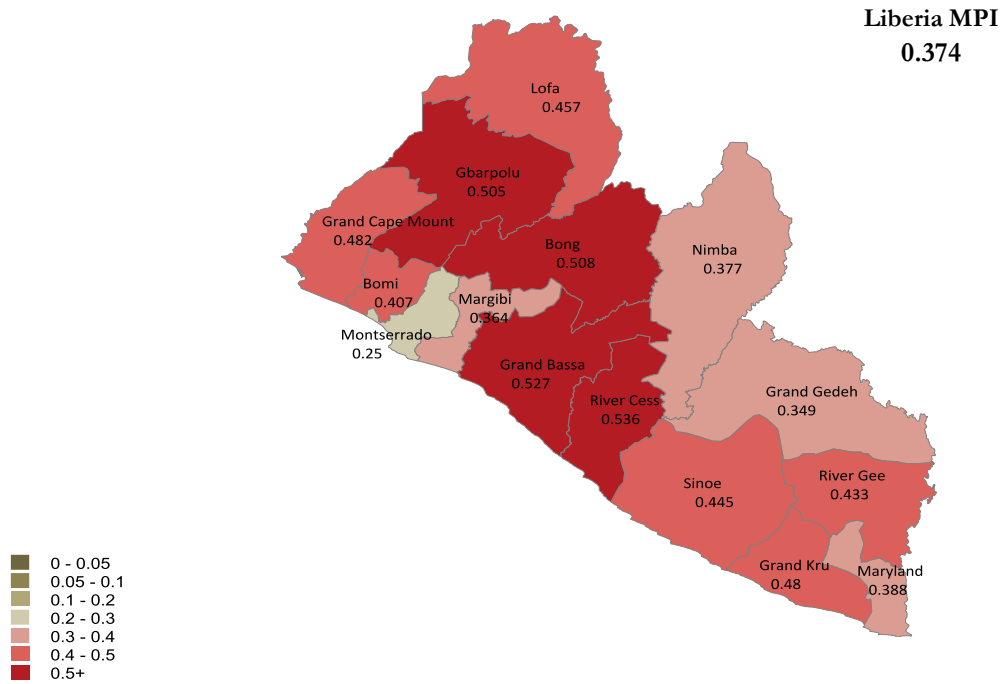 Liberia MPI
0.374
Lofa
0.457
Gbarpolu
0.505
Grand Cape Mount
0.482
Bong
0.508
Nimba
0.377
Bomi
0.407
Margibi
0.364
Montserrado
0.25
Grand Bassa
0.527
River Cess
0.536
Grand Gedeh
0.349
Sinoe
0.445
River Gee
0.433
Grand Kru
0.48
Maryland
0.388
0 - 0.05
0.05 - 0.1
0.1 - 0.2
0.2 - 0.3
0.3 - 0.4
0.4 - 0.5
0.5+